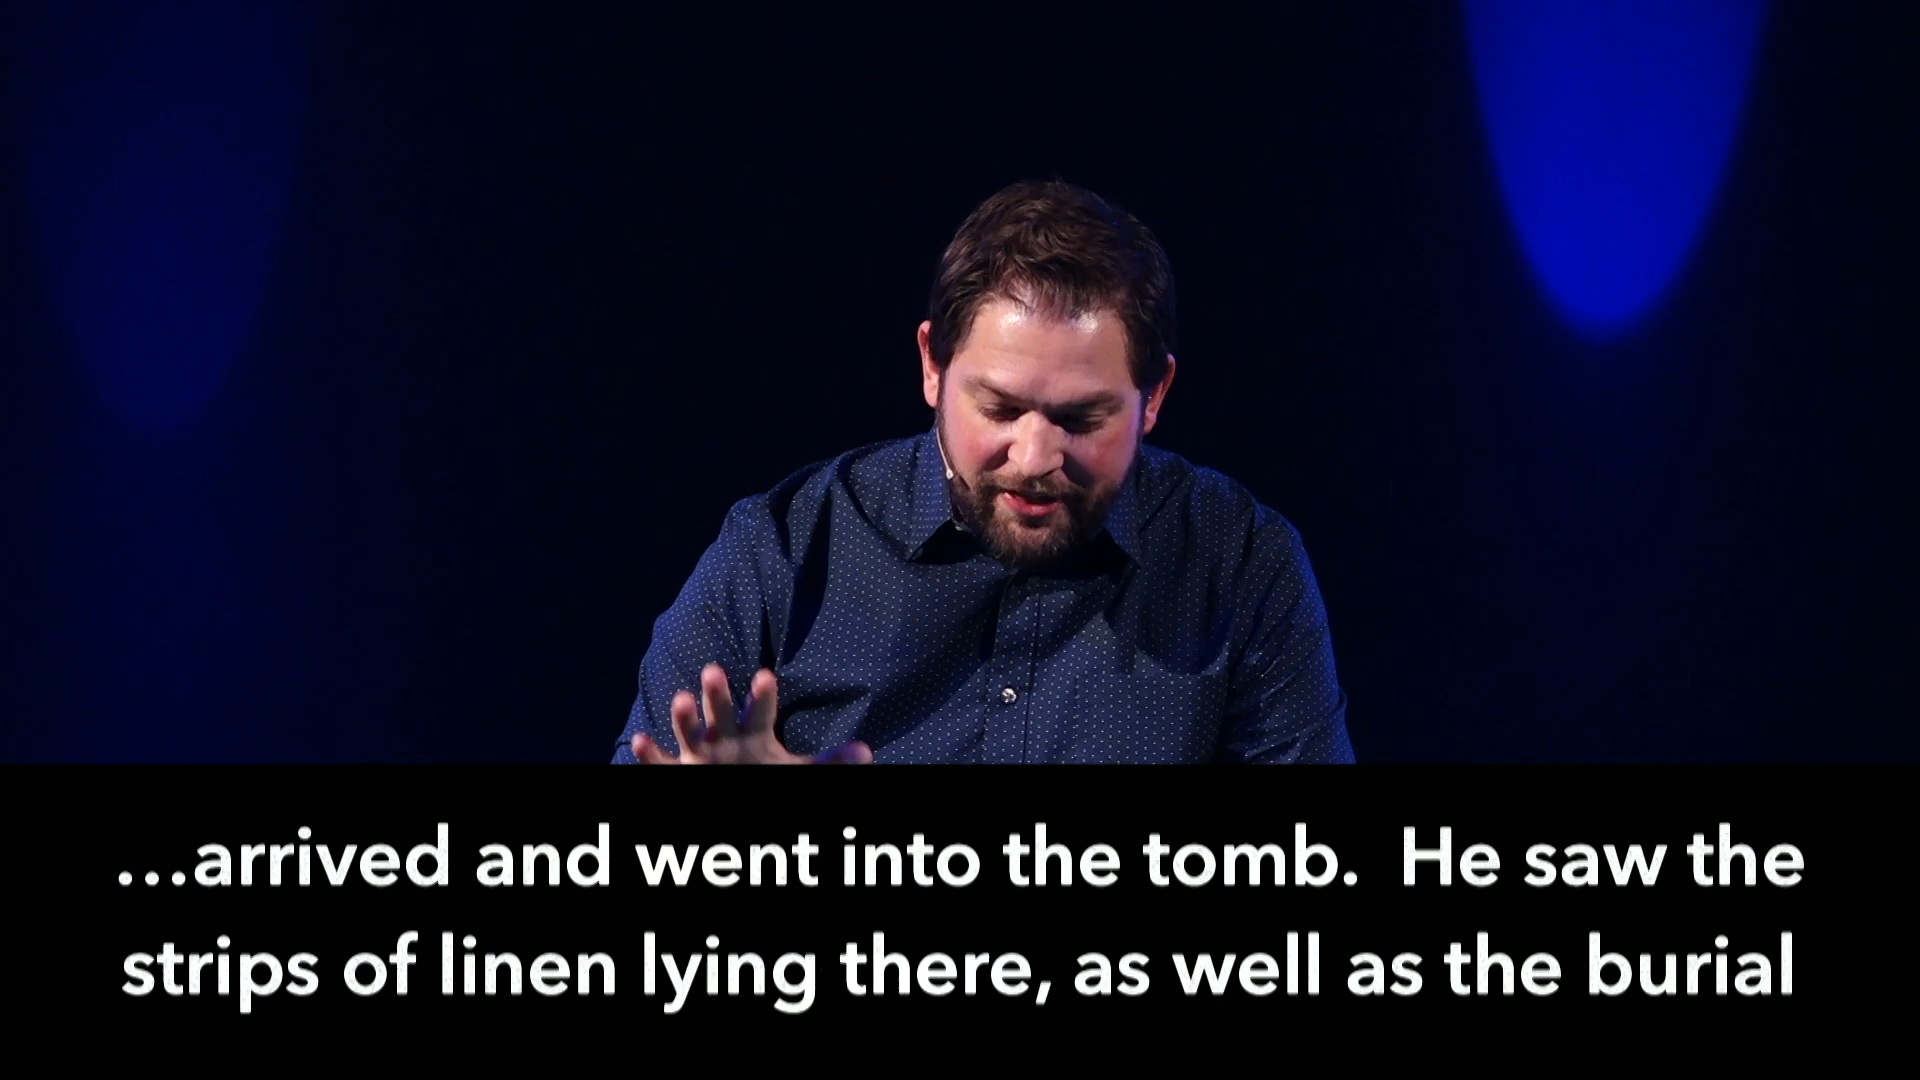 …arrived and went into the tomb.  He saw the
strips of linen lying there, as well as the burial